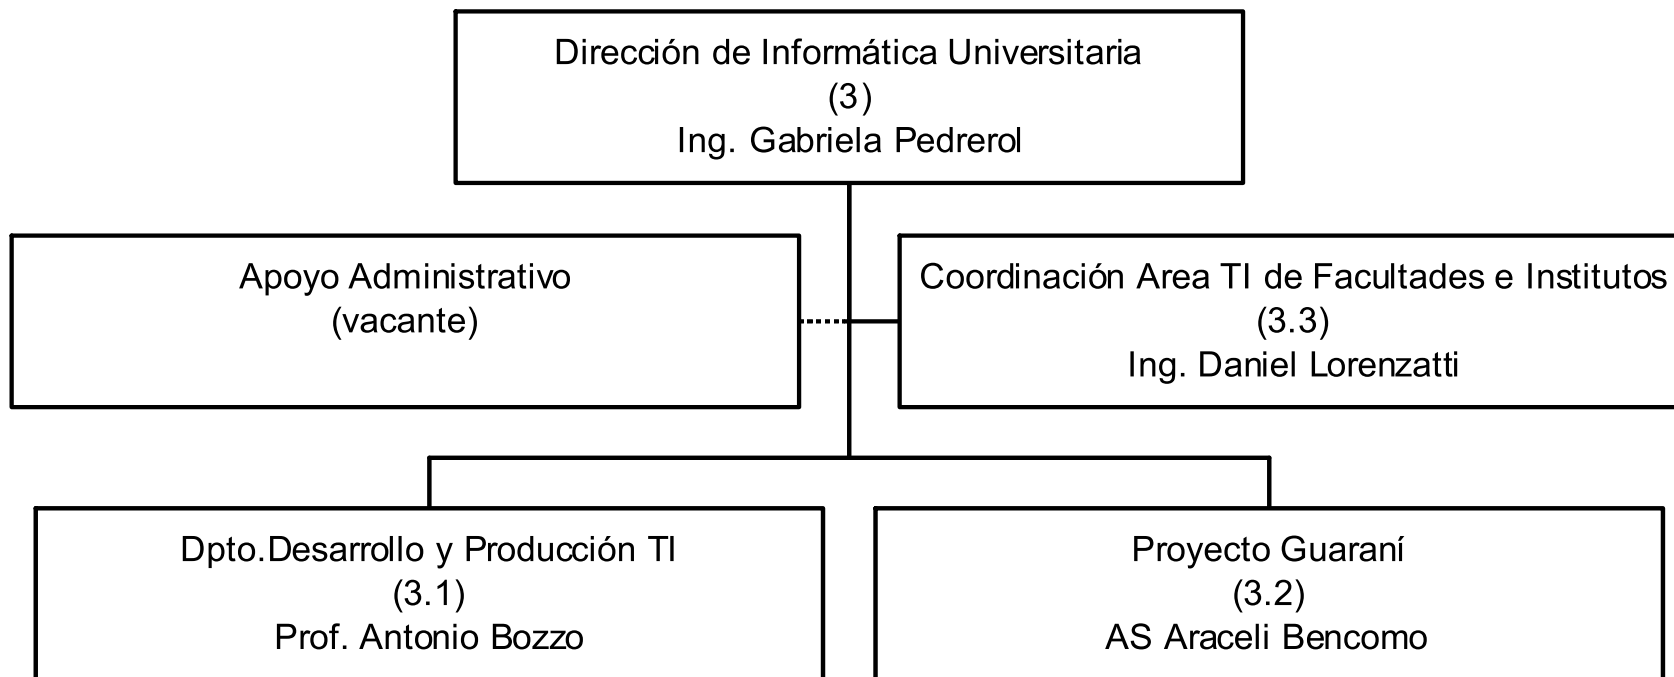 Dirección de Informática Universitaria
(3)
Ing. Gabriela Pedrerol
Apoyo Administrativo
(vacante)
Coordinación Area TI de Facultades e Institutos
(3.3)
Ing. Daniel Lorenzatti
Dpto.Desarrollo y Producción TI
(3.1)
Prof. Antonio Bozzo
Proyecto Guaraní
(3.2)
AS Araceli Bencomo